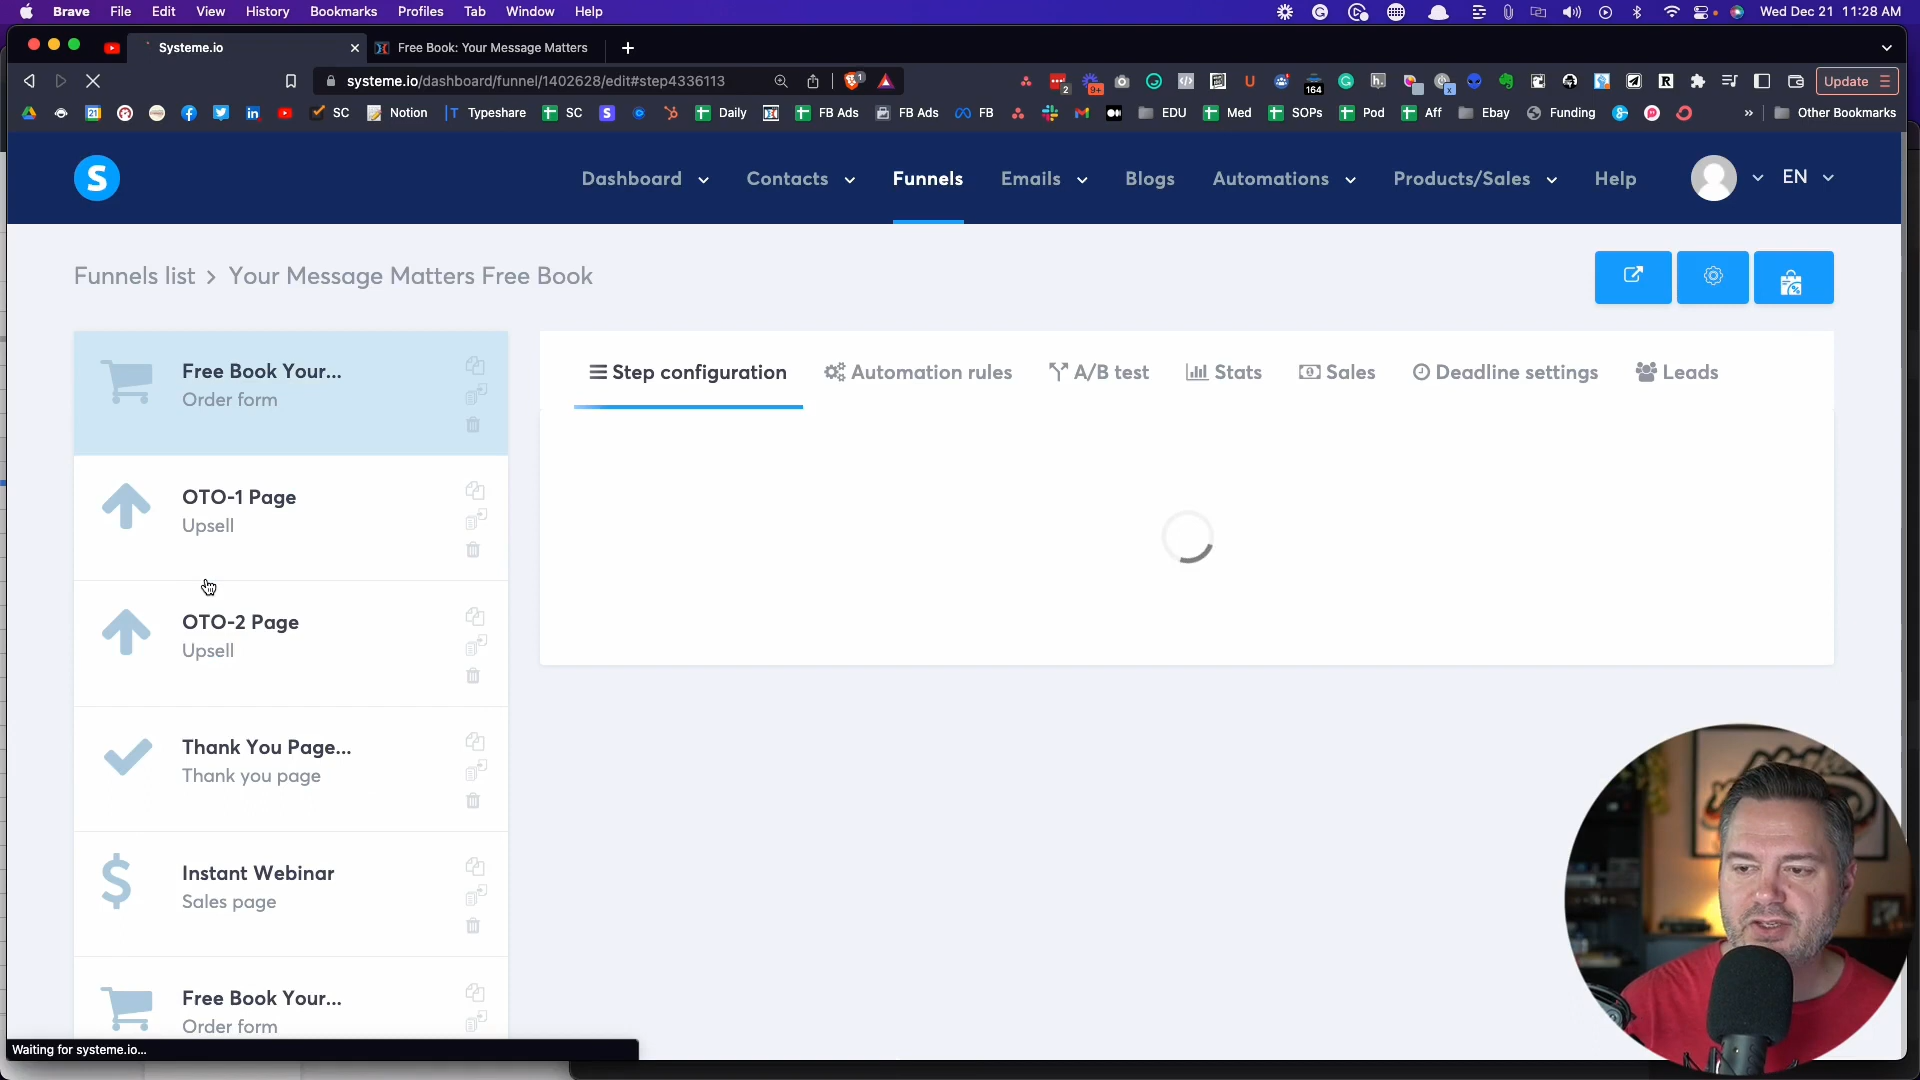 Brave File Edit View History Bookmarks Profiles Tab Window Help Wed Dec 21 11:28 AM
Systeme.io Free Book: Your Message Matters
systeme.io/dashboard/funnel/1402628/edit#step4336113 Update
SC Notion Typeshare SC Daily FB Ads FB Ads FB EDU Med SOPs Pod Aff Ebay Funding » Other Bookmarks
S Dashboard Contacts Funnels Emails Blogs Automations Products/Sales Help EN
Funnels list > Your Message Matters Free Book
Step configuration Automation rules A/B test Stats Sales Deadline settings Leads
Free Book Your...
Order form
OTO-1 Page
Upsell
OTO-2 Page
Upsell
Thank You Page...
Thank you page
Instant Webinar
Sales page
Free Book Your...
Order form
Waiting for systeme.io...